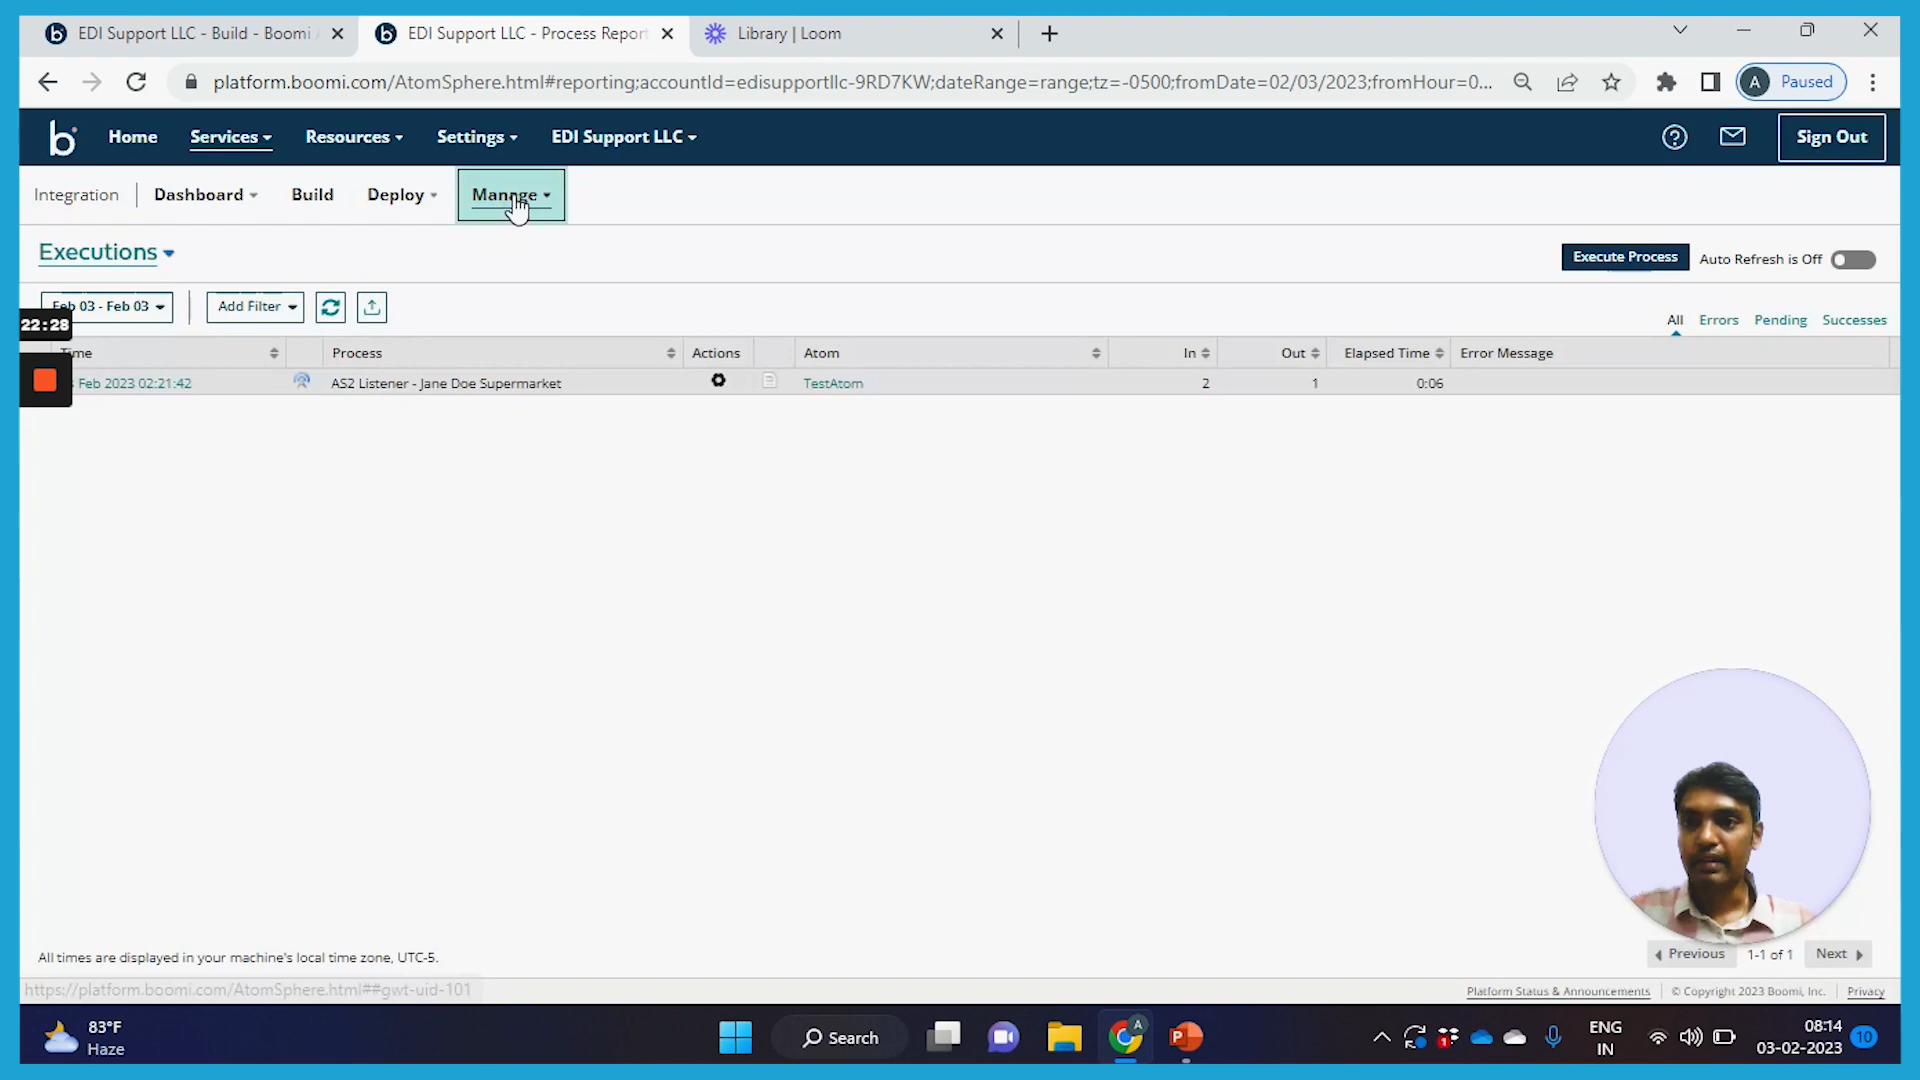 EDI Support LLC - Build - Boomi
EDI Support LLC - Process Report
Library | Loom
platform.boomi.com/AtomSphere.html#reporting;accountId=edisupportllc-9RD7KW;dateRange=range;tz=-0500;fromDate=02/03/2023;fromHour=0...
A Paused
b Home Services Resources Settings EDI Support LLC
Sign Out
Integration Dashboard Build Deploy Manage
Executions
Execute Process Auto Refresh is Off
Feb 03 - Feb 03 Add Filter
22:28
All Errors Pending Successes
Time Process Actions Atom In Out Elapsed Time Error Message
Feb 2023 02:21:42 AS2 Listener - Jane Doe Supermarket TestAtom 2 1 0:06
All times are displayed in your machine's local time zone, UTC-5.
Previous 1-1 of 1 Next
https://platform.boomi.com/AtomSphere.html##gwt-uid-101
Platform Status & Announcements © Copyright 2023 Boomi, Inc. Privacy
83°F
Haze
Search
ENG
IN
08:14
03-02-2023
10